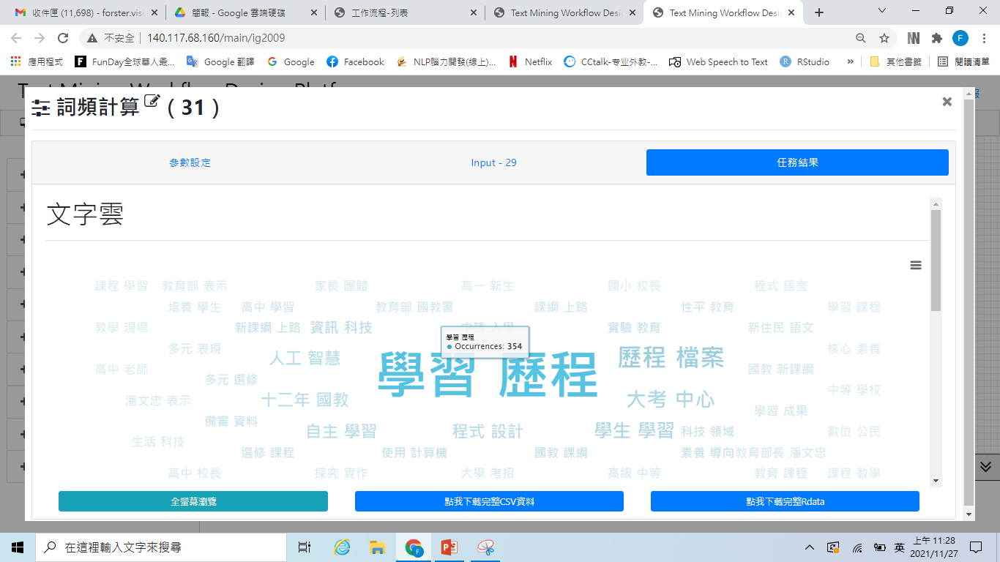 收件匣 (11,698) - forster.visi
簡報 - Google 雲端硬碟
工作流程-列表
Text Mining Workflow Desi
Text Mining Workflow Desi
不安全 140.117.68.160/main/ig2009
F
應用程式 FunDay全球華人最... Google 翻譯 Google Facebook NLP腦力開發(線上)... Netflix CCtalk-专业外教-... Web Speech to Text RStudio » 其他書籤 閱讀清單
詞頻計算 ( 31 )
參數設定 Input - 29 任務結果
文字雲
課程 學習 教育部 表示 家長 團體 高一 新生 國小 校長 程式 語言
培養 學生 高中 學習 教育部 國教署 課綱 上路 性平 教育 學習 課程
教學 現場 新課綱 上路 資訊 科技 申請 入學 實驗 教育 新住民 語文
學習 歷程
Occurrences: 354
多元 表現 人工 智慧 歷程 檔案 核心 素養
高中 老師 多元 選修 學習 歷程 國教 新課綱
潘文忠 表示 十二年 國教 大考 中心 中等 學校
備審 資料 學習 成果
生活 科技 自主 學習 程式 設計 學生 學習 科技 領域 數位 公民
選修 課程 使用 計算機 國教 課綱 素養 導向 教育部長 潘文忠
高中 校長 探究 實作 大學 考招 高級 中等 教育 課程 課程 教學
全螢幕瀏覽 點我下載完整CSV資料 點我下載完整Rdata
在這裡輸入文字來搜尋
英
上午 11:28
2021/11/27